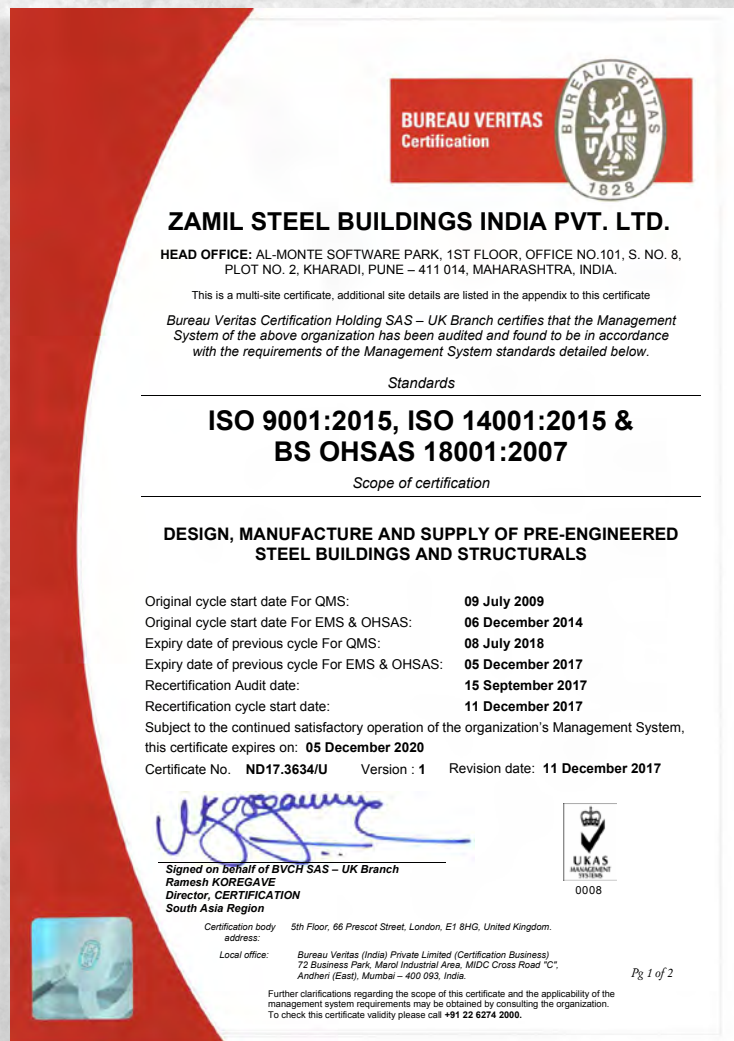 BUREAU VERITAS
Certification
BUREAU VERITAS
1828
ZAMIL STEEL BUILDINGS INDIA PVT. LTD.
HEAD OFFICE: AL-MONTE SOFTWARE PARK, 1ST FLOOR, OFFICE NO.101, S. NO. 8,
PLOT NO. 2, KHARADI, PUNE – 411 014, MAHARASHTRA, INDIA.
This is a multi-site certificate, additional site details are listed in the appendix to this certificate
Bureau Veritas Certification Holding SAS – UK Branch certifies that the Management
System of the above organization has been audited and found to be in accordance
with the requirements of the Management System standards detailed below.
Standards
ISO 9001:2015, ISO 14001:2015 &
BS OHSAS 18001:2007
Scope of certification
DESIGN, MANUFACTURE AND SUPPLY OF PRE-ENGINEERED
STEEL BUILDINGS AND STRUCTURALS
Original cycle start date For QMS: 09 July 2009
Original cycle start date For EMS & OHSAS: 06 December 2014
Expiry date of previous cycle For QMS: 08 July 2018
Expiry date of previous cycle For EMS & OHSAS: 05 December 2017
Recertification Audit date: 15 September 2017
Recertification cycle start date: 11 December 2017
Subject to the continued satisfactory operation of the organization's Management System,
this certificate expires on: 05 December 2020
Certificate No. ND17.3634/U Version : 1 Revision date: 11 December 2017
Signed on behalf of BVCH SAS – UK Branch
Ramesh KOREGAVE
Director, CERTIFICATION
South Asia Region
UKAS
MANAGEMENT
SYSTEMS
0008
Certification body address: 5th Floor, 66 Prescot Street, London, E1 8HG, United Kingdom.
Local office: Bureau Veritas (India) Private Limited (Certification Business)
72 Business Park, Marol Industrial Area, MIDC Cross Road "C",
Andheri (East), Mumbai – 400 093, India.
Pg 1 of 2
Further clarifications regarding the scope of this certificate and the applicability of the
management system requirements may be obtained by consulting the organization.
To check this certificate validity please call +91 22 6274 2000.